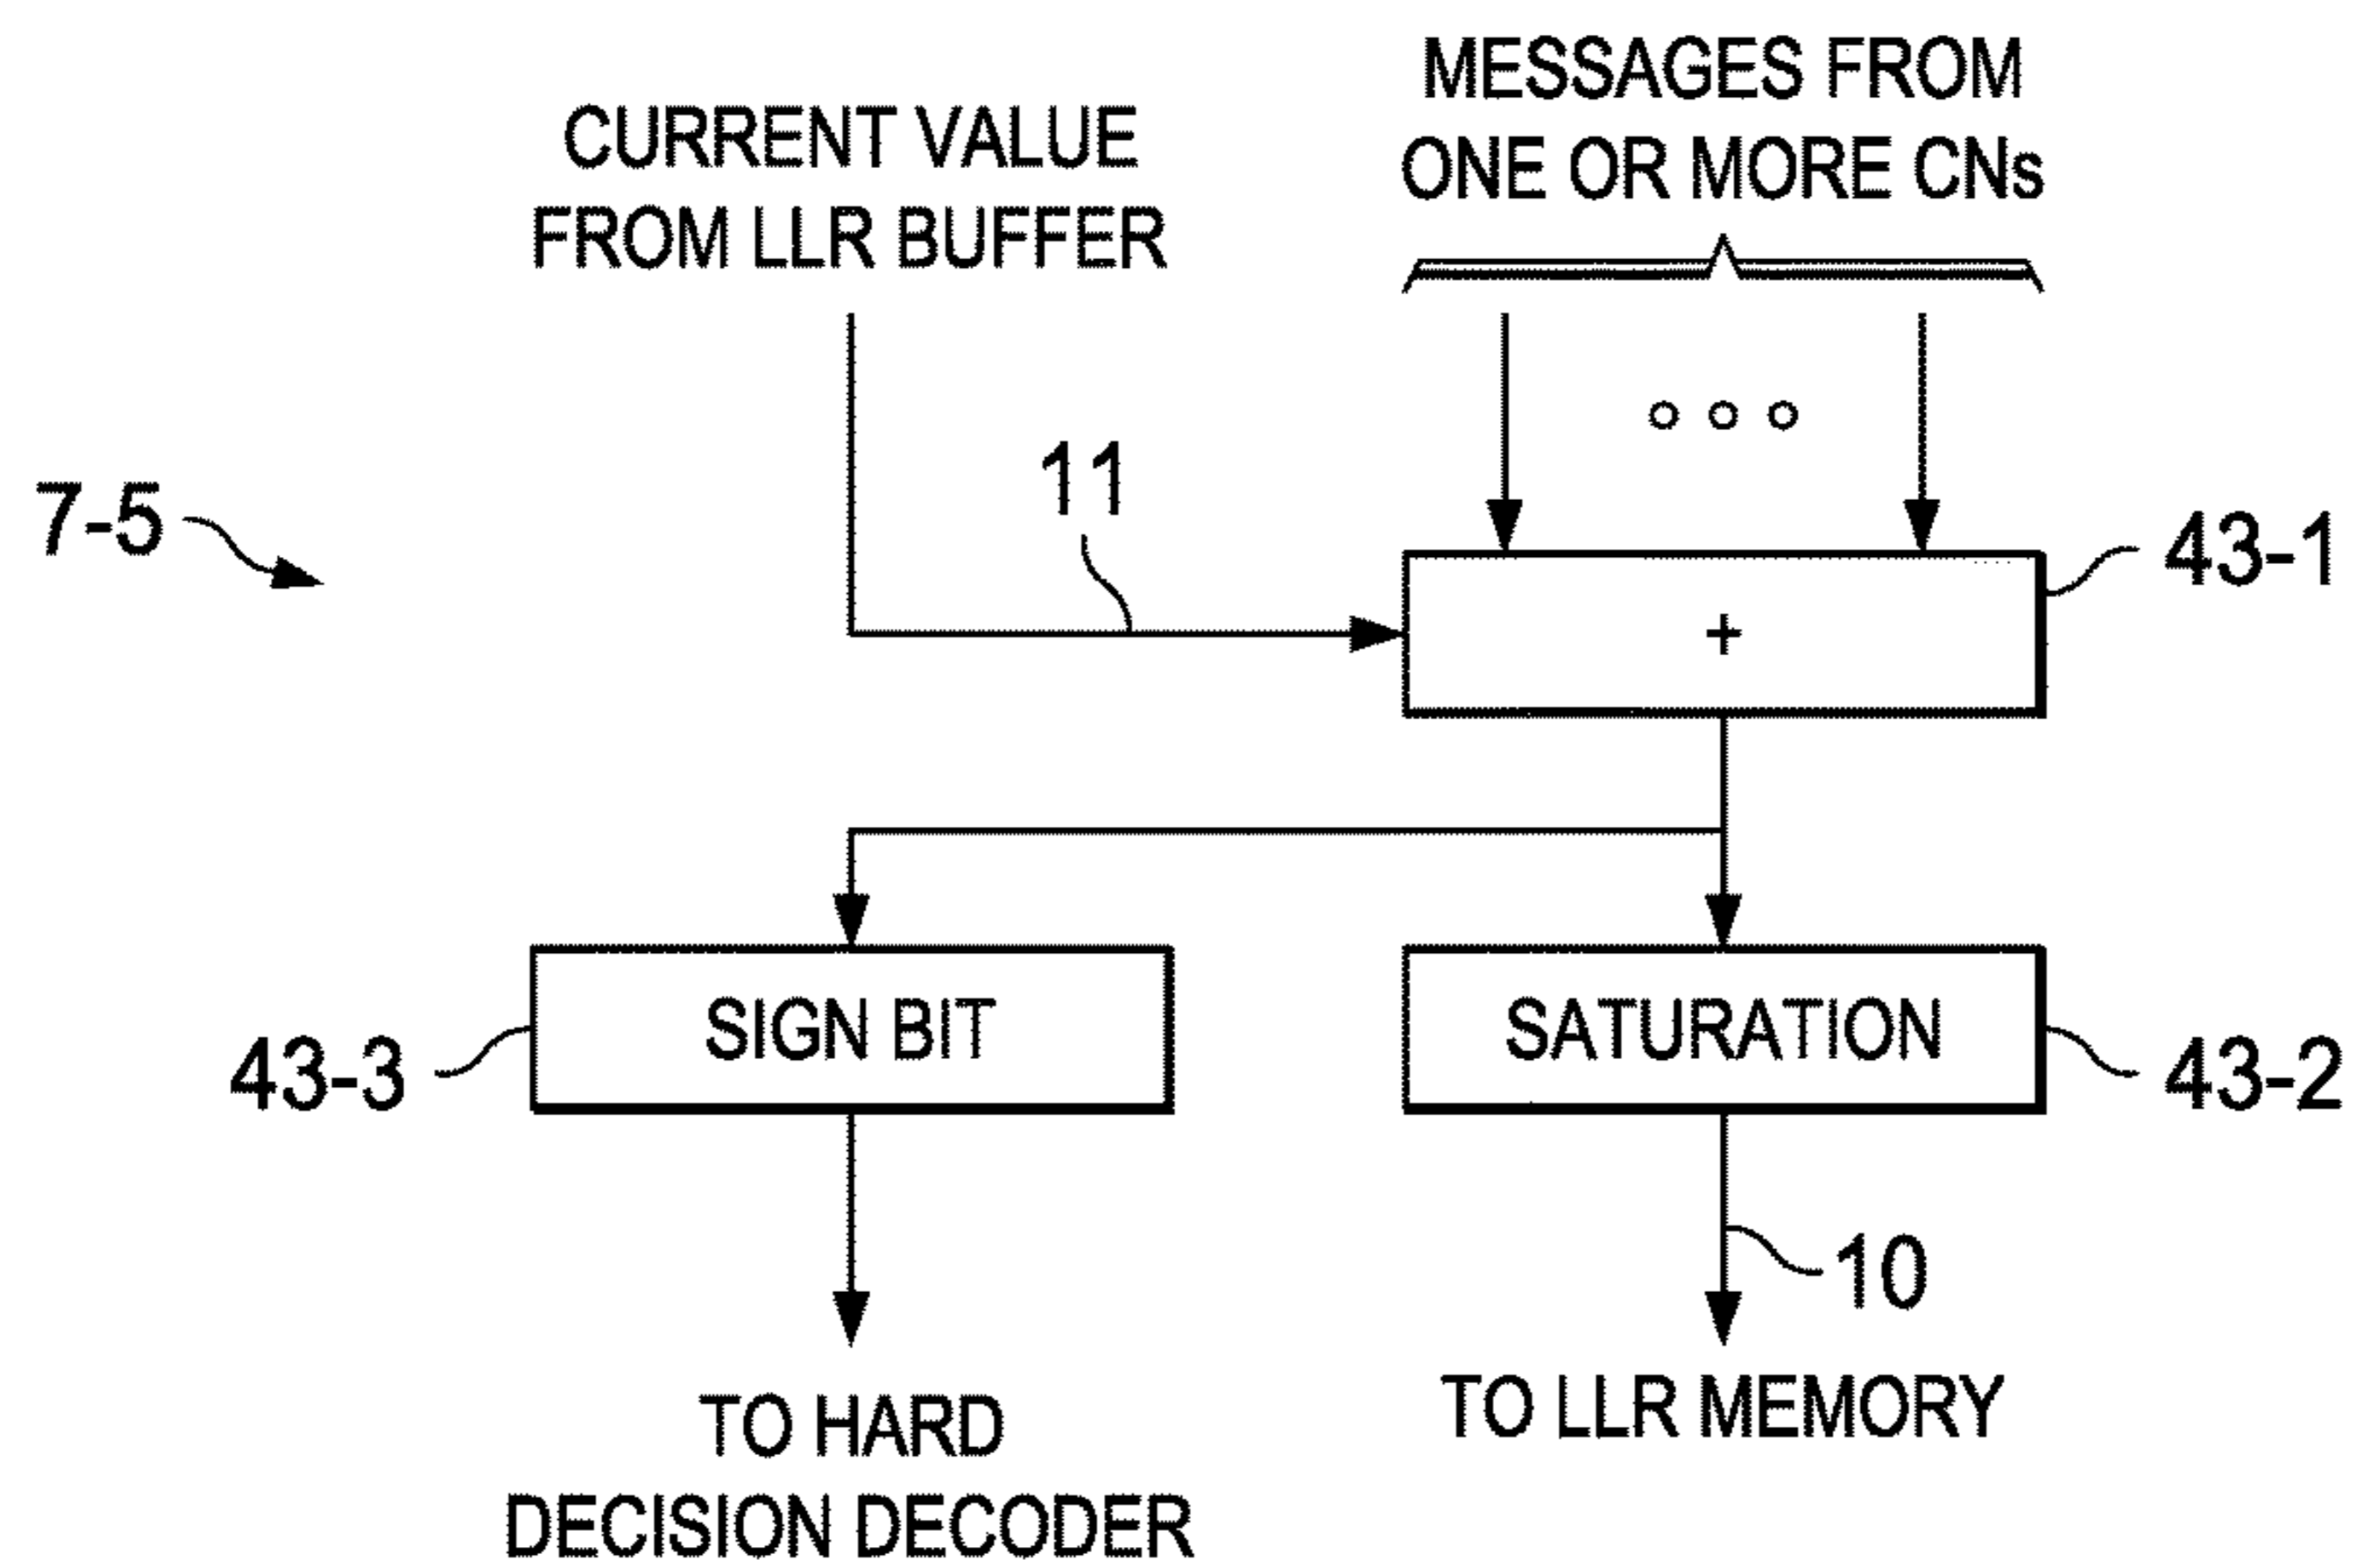 MESSAGES FROM
ONE OR MORE CNs
CURRENT VALUE
FROM LLR BUFFER
11
7-5
43-1
+
SIGN BIT
SATURATION
43-3
43-2
10
TO HARD
DECISION DECODER
TO LLR MEMORY